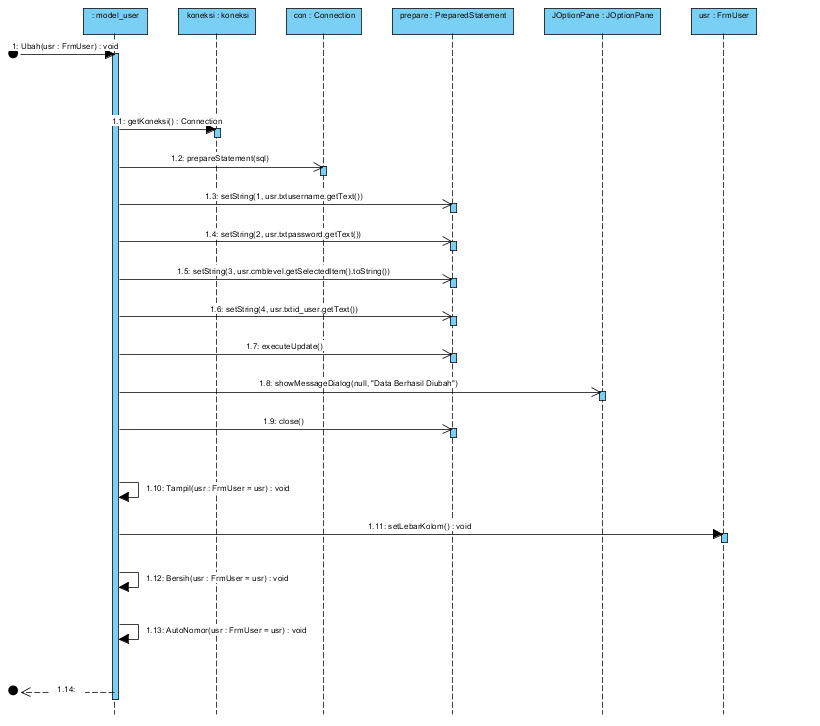 : model_user
koneksi : koneksi
con : Connection
prepare : PreparedStatement
JOptionPane : JOptionPane
usr : FrmUser
1: Ubah(usr : FrmUser) : void
1.1: getKoneksi() : Connection
1.2: prepareStatement(sql)
1.3: setString(1, usr.txtusername.getText())
1.4: setString(2, usr.txtpassword.getText())
1.5: setString(3, usr.cmblevel.getSelectedItem().toString())
1.6: setString(4, usr.txtid_user.getText())
1.7: executeUpdate()
1.8: showMessageDialog(null, "Data Berhasil Diubah")
1.9: close()
1.10: Tampil(usr : FrmUser = usr) : void
1.11: setLebarKolom() : void
1.12: Bersih(usr : FrmUser = usr) : void
1.13: AutoNomor(usr : FrmUser = usr) : void
1.14: